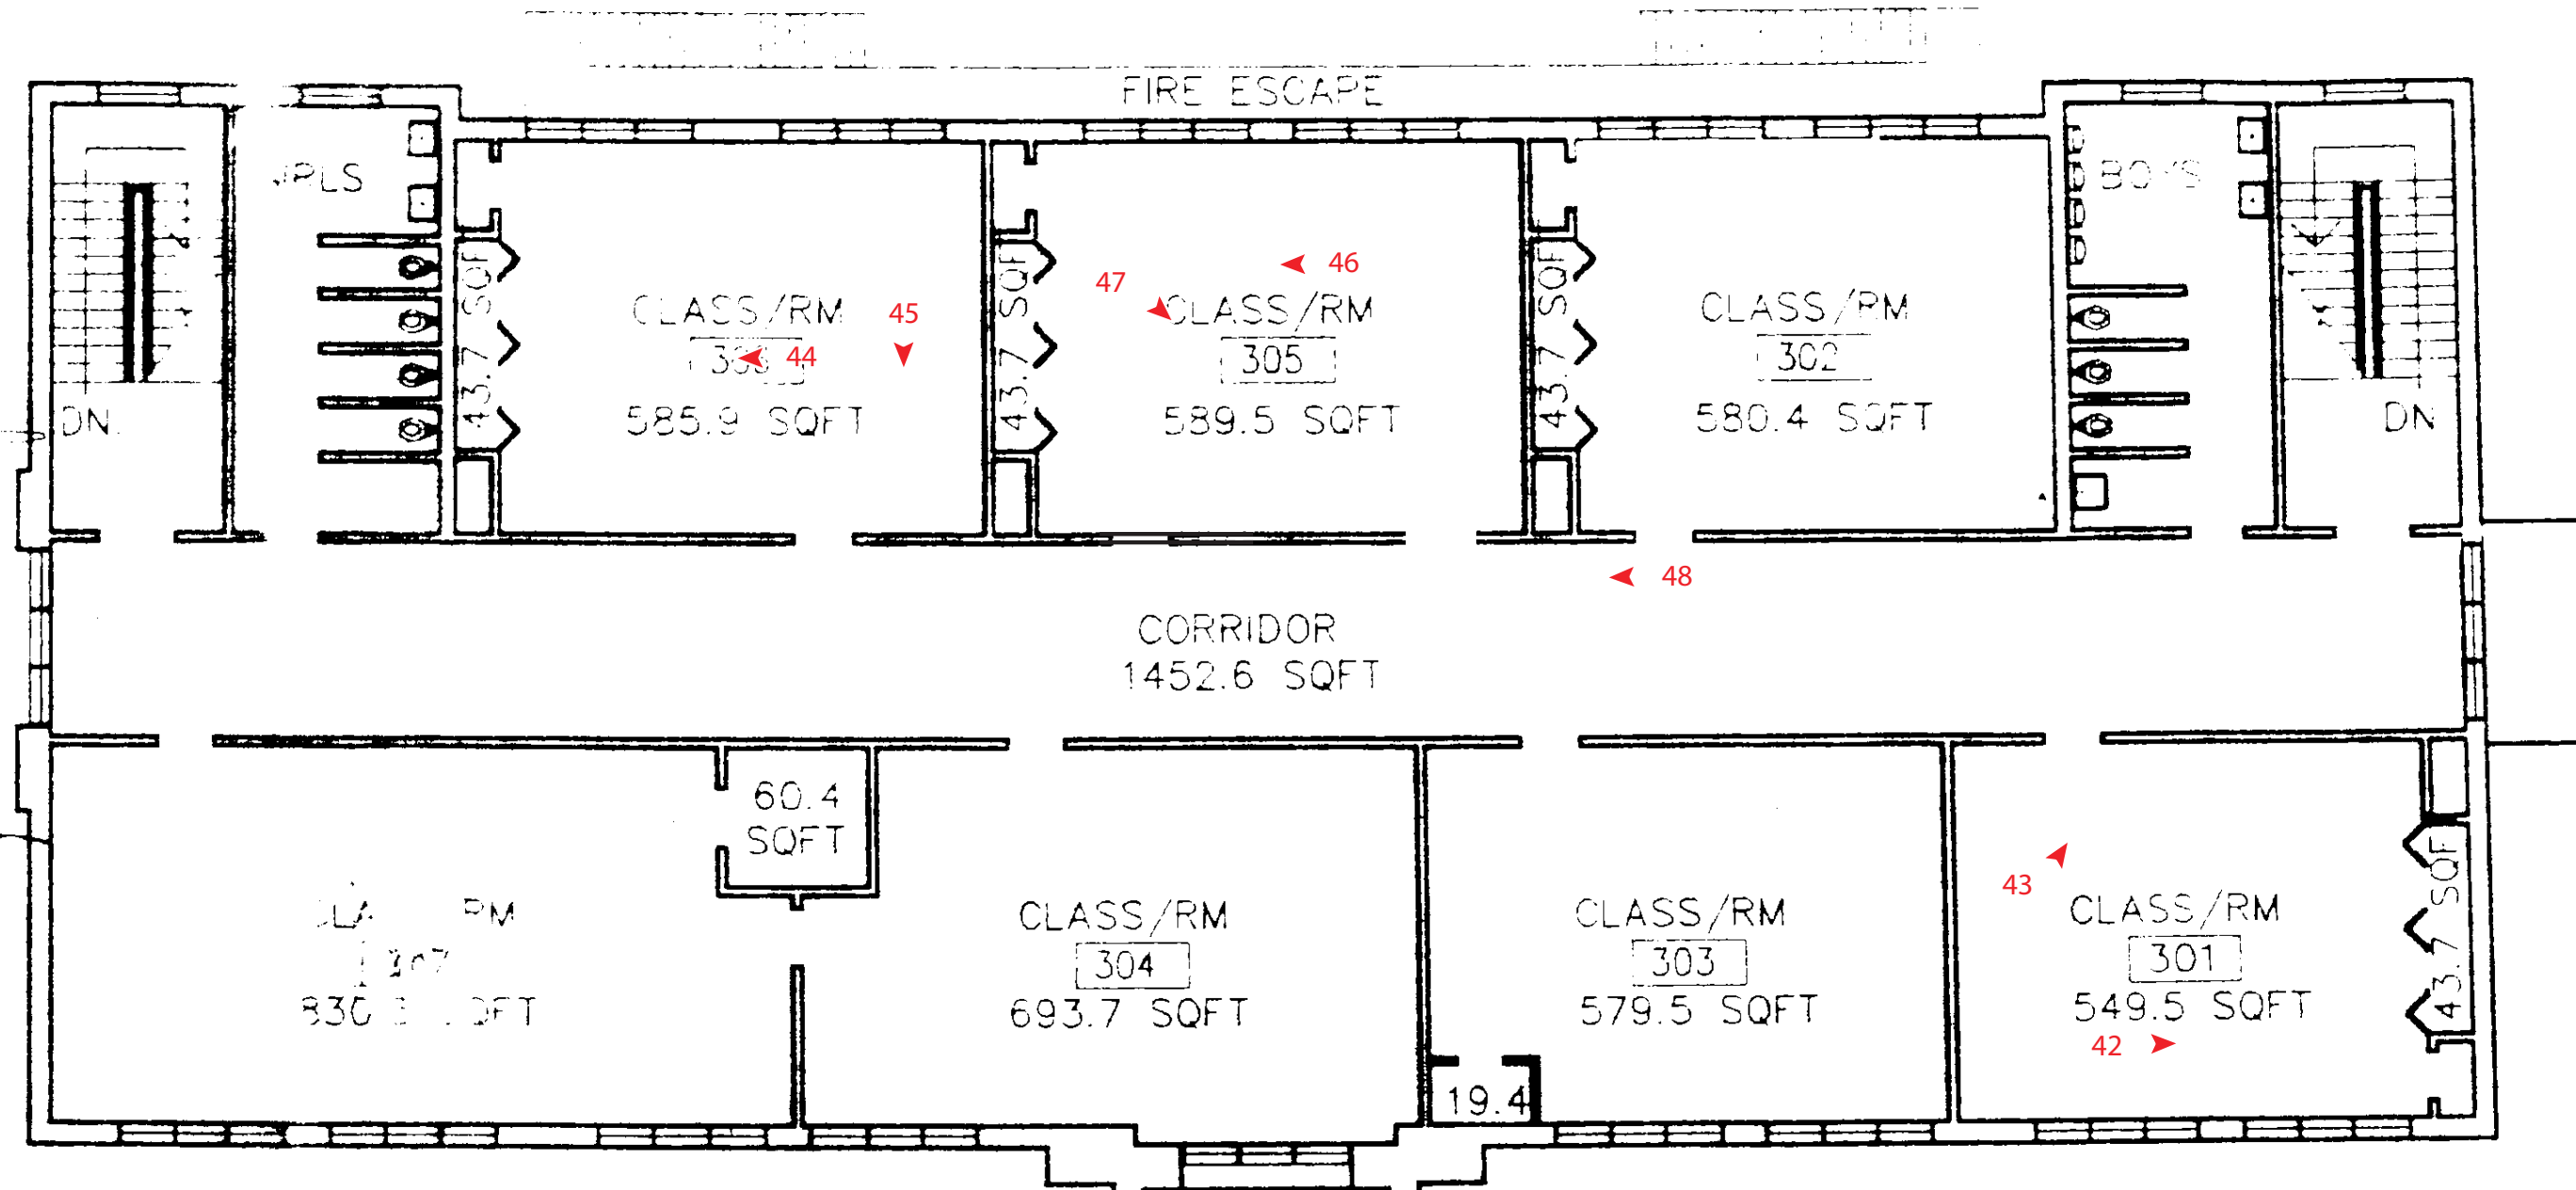 FIRE ESCAPE
BOYS
DN
43.7 SQF
CLASS/RM
44
585.9 SQFT
45
43.7 SQF
47
46
CLASS/RM
305
589.5 SQFT
43.7 SQF
CLASS/RM
302
580.4 SQFT
DN
48
CORRIDOR
1452.6 SQFT
60.4
SQFT
307
CLASS/RM
304
693.7 SQFT
CLASS/RM
303
579.5 SQFT
19.4
43
CLASS/RM
301
549.5 SQFT
42
43.7 SQF